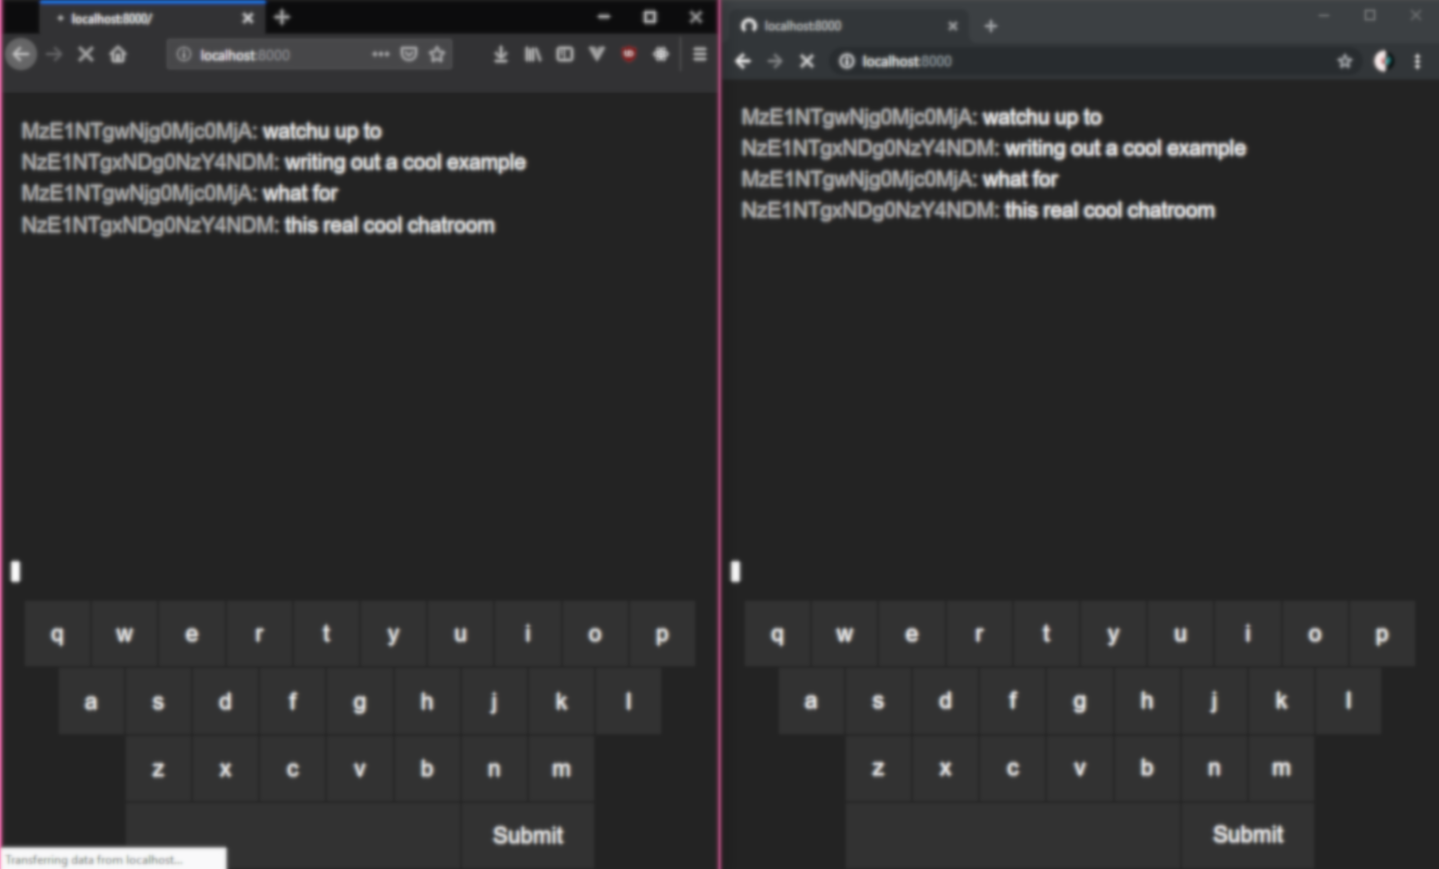 localhost:8000/
localhost:8000
MzE1NTgwNjg0Mjc0MjA: watchu up to
NzE1NTgxNDg0NzY4NDM: writing out a cool example
MzE1NTgwNjg0Mjc0MjA: what for
NzE1NTgxNDg0NzY4NDM: this real cool chatroom
q w e r t y u i o p
a s d f g h j k l
z x c v b n m
Submit
Transferring data from localhost...
localhost:8000
localhost:8000
MzE1NTgwNjg0Mjc0MjA: watchu up to
NzE1NTgxNDg0NzY4NDM: writing out a cool example
MzE1NTgwNjg0Mjc0MjA: what for
NzE1NTgxNDg0NzY4NDM: this real cool chatroom
q w e r t y u i o p
a s d f g h j k l
z x c v b n m
Submit